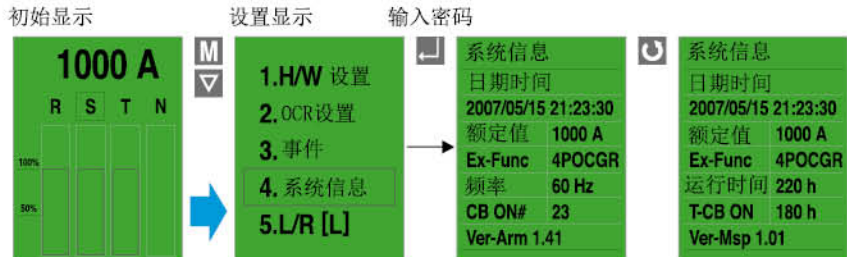 初始显示
设置显示
输入密码
1000 A
R S T N
100%
50%
M
1.H/W 设置
2.OCR设置
3.事件
4.系统信息
5.L/R [L]
系统信息
日期时间
2007/05/15 21:23:30
额定值 1000 A
Ex-Func 4POCGR
频率 60 Hz
CB ON# 23
Ver-Arm 1.41
系统信息
日期时间
2007/05/15 21:23:30
额定值 1000 A
Ex-Func 4POCGR
运行时间 220 h
T-CB ON 180 h
Ver-Msp 1.01